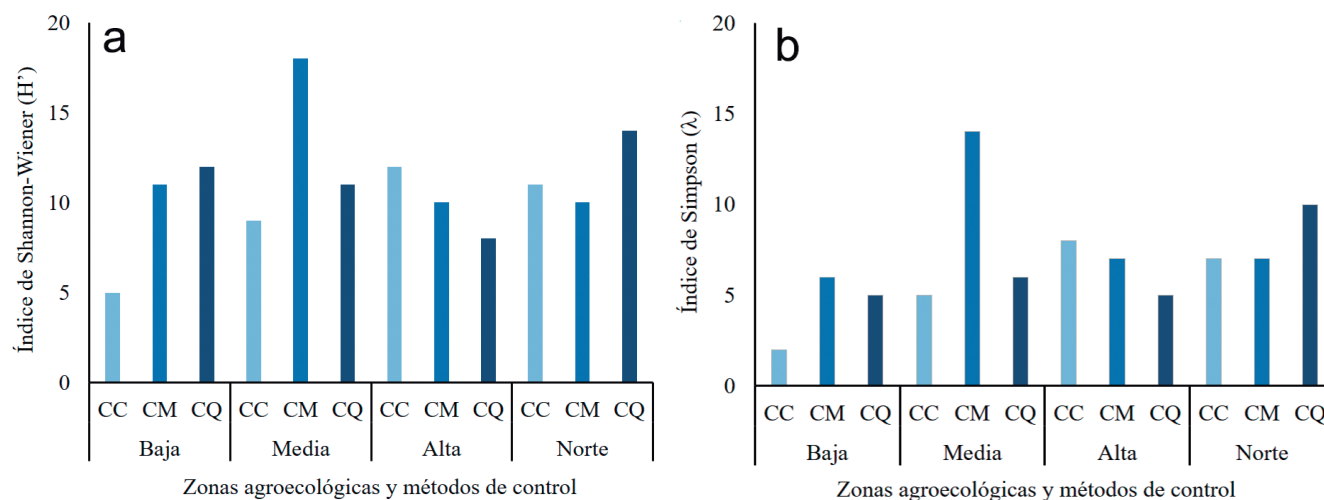 a
Índice de Shannon-Wiener (H')
20
15
10
5
0
CC CM CQ CC CM CQ CC CM CQ CC CM CQ
Baja Media Alta Norte
Zonas agroecológicas y métodos de control
b
Índice de Simpson (λ)
20
15
10
5
0
CC CM CQ CC CM CQ CC CM CQ CC CM CQ
Baja Media Alta Norte
Zonas agroecológicas y métodos de control